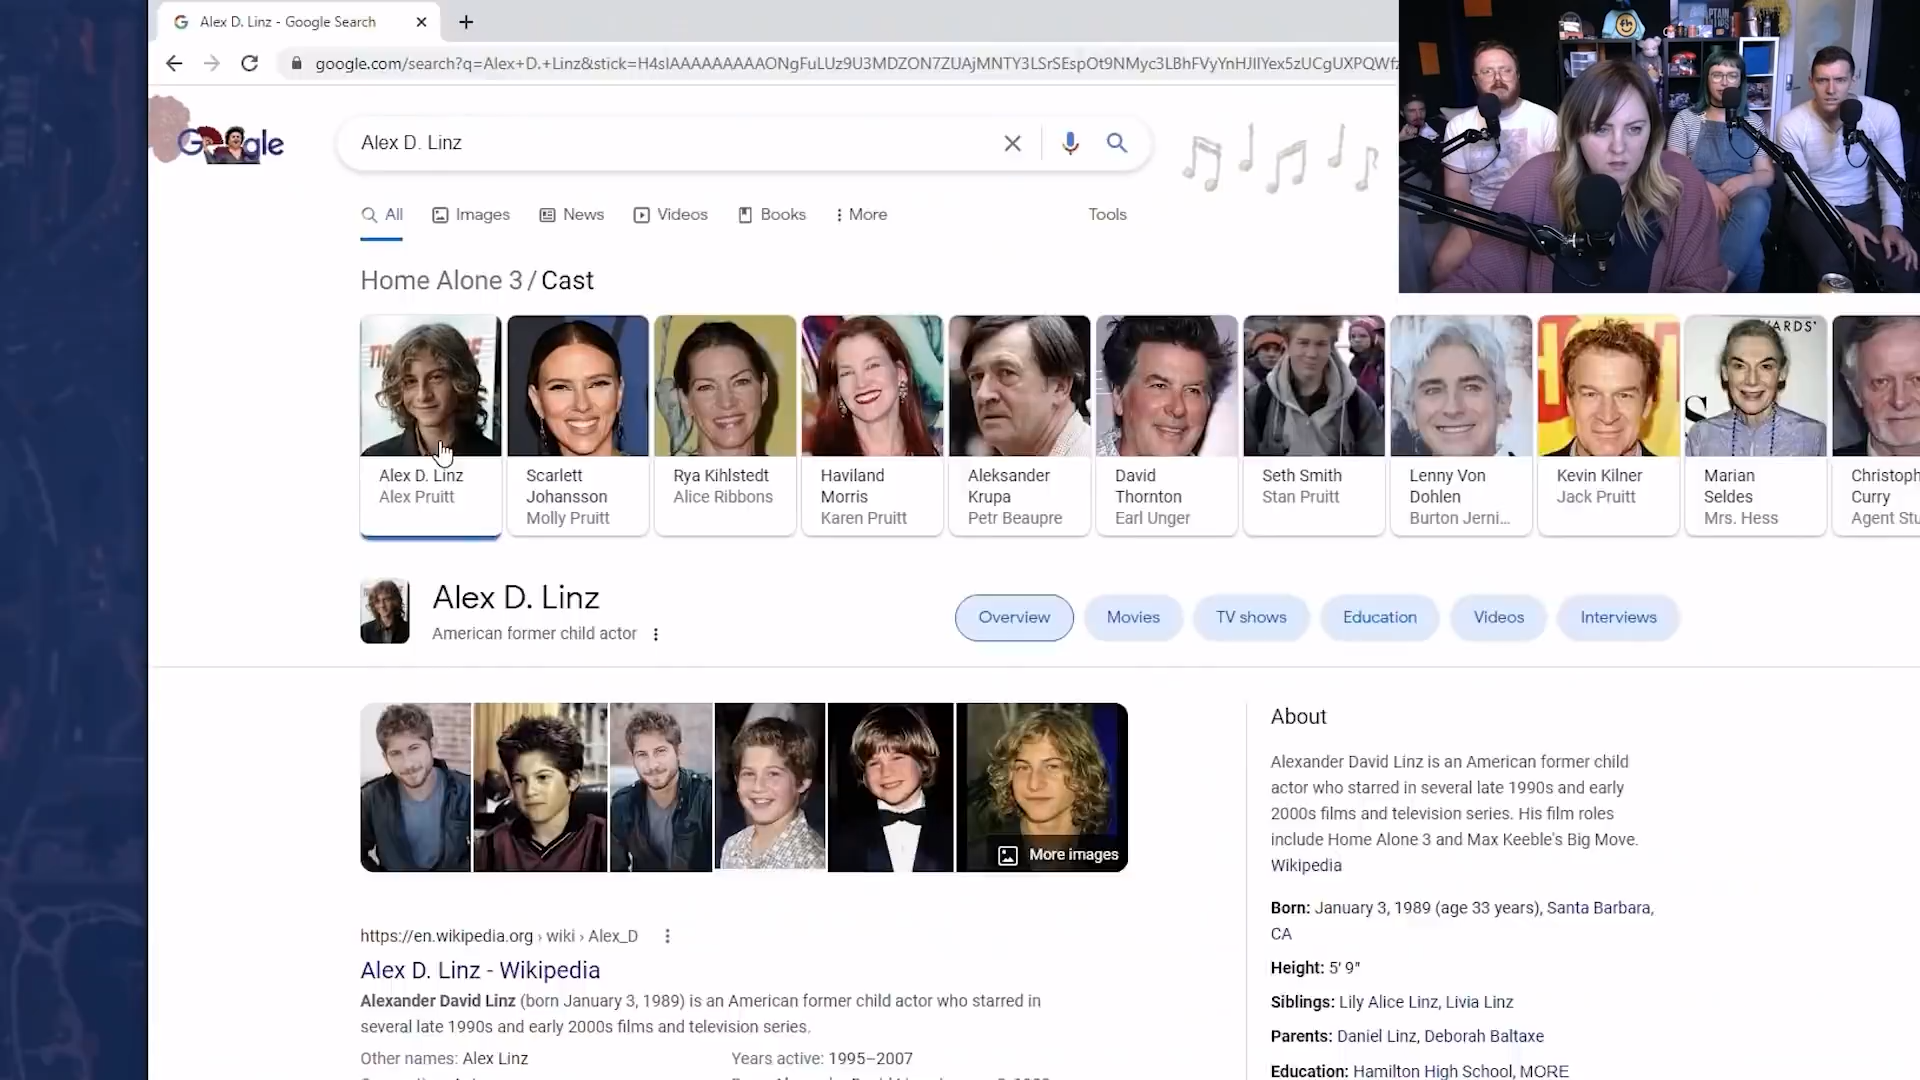 Alex D. Linz - Google Search
google.com/search?q=Alex+D.+Linz&stick=
Alex D. Linz
All
Images
News
Videos
Books
More
Tools
Home Alone 3 / Cast
Alex D. Linz
Alex Pruitt
Scarlett
Johansson
Molly Pruitt
Rya Kihlstedt
Alice Ribbons
Haviland
Morris
Karen Pruitt
Aleksander
Krupa
Petr Beaupre
David
Thornton
Earl Unger
Seth Smith
Stan Pruitt
Lenny Von
Dohlen
Burton Jerni...
Kevin Kilner
Jack Pruitt
Marian
Seldes
Mrs. Hess
Christoph
Curry
Agent Stu
Alex D. Linz
American former child actor
Overview
Movies
TV shows
Education
Videos
Interviews
More images
https://en.wikipedia.org › wiki › Alex_D
Alex D. Linz - Wikipedia
Alexander David Linz (born January 3, 1989) is an American former child actor who starred in
several late 1990s and early 2000s films and television series.
Other names: Alex Linz
Years active: 1995–2007
About
Alexander David Linz is an American former child
actor who starred in several late 1990s and early
2000s films and television series. His film roles
include Home Alone 3 and Max Keeble's Big Move.
Wikipedia
Born: January 3, 1989 (age 33 years), Santa Barbara,
CA
Height: 5′ 9″
Siblings: Lily Alice Linz, Livia Linz
Parents: Daniel Linz, Deborah Baltaxe
Education: Hamilton High School, MORE